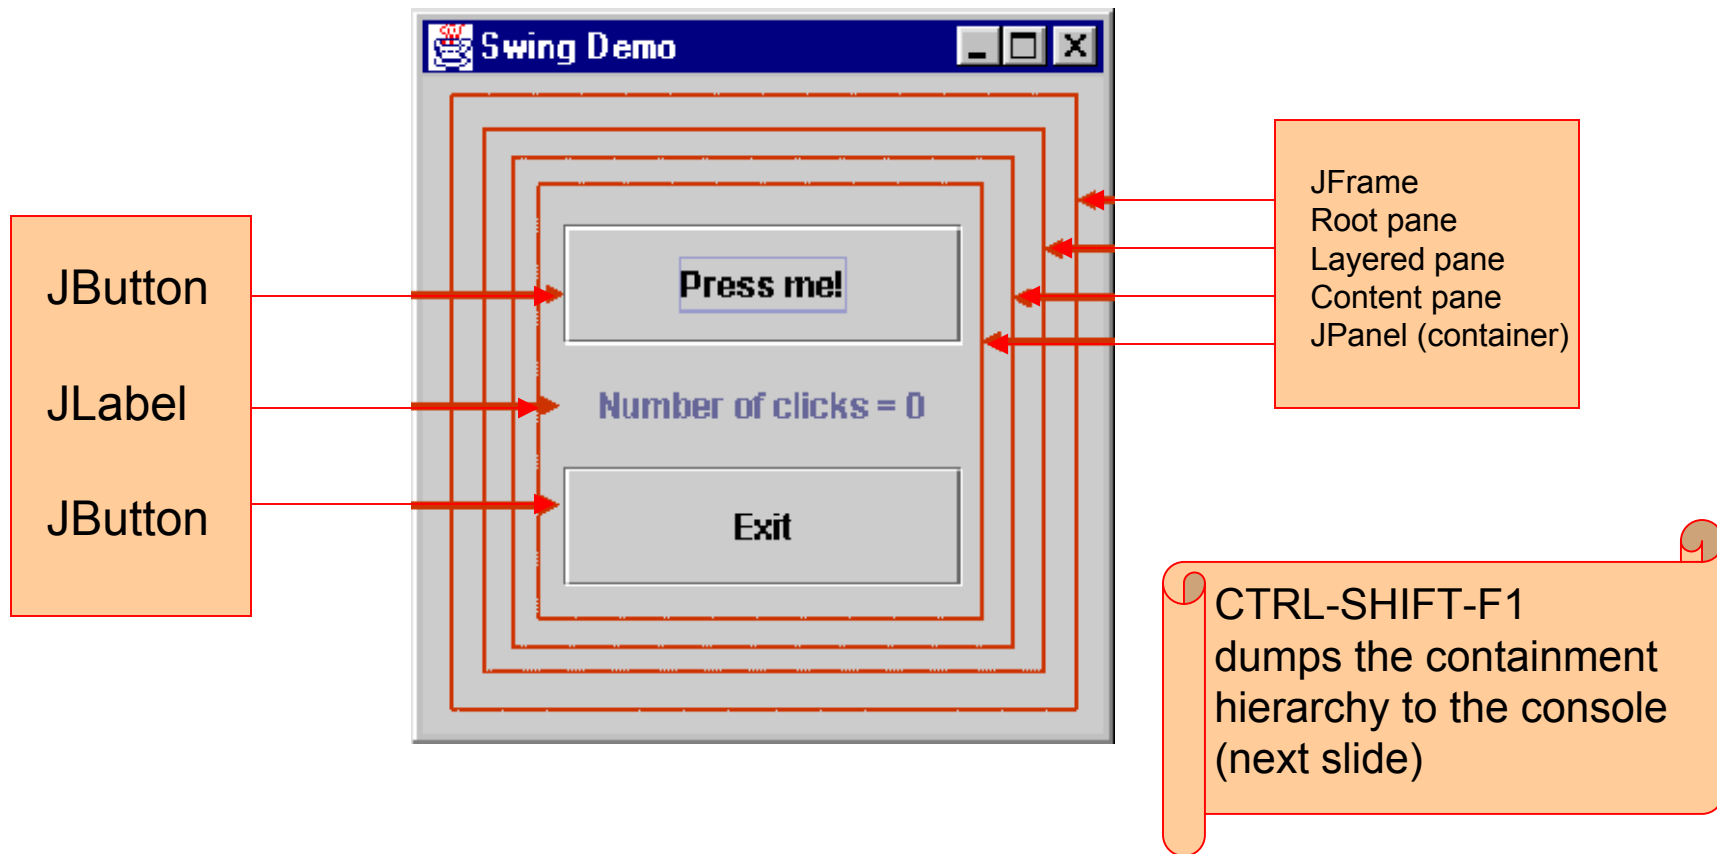 Swing Demo
JButton
JLabel
JButton
Press me!
Number of clicks = 0
Exit
JFrame
Root pane
Layered pane
Content pane
JPanel (container)
CTRL-SHIFT-F1
dumps the containment
hierarchy to the console
(next slide)